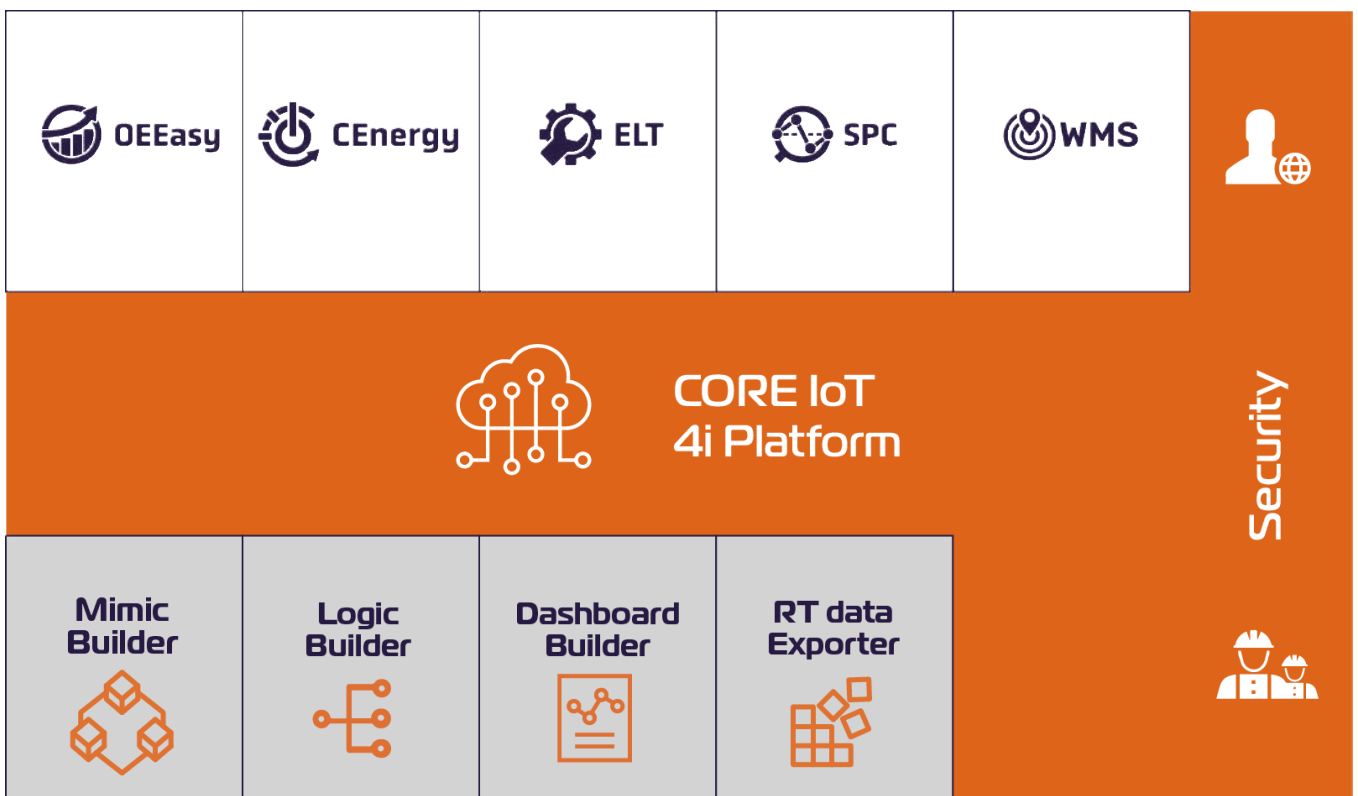 OEEasy
CEnergy
ELT
SPC
WMS
CORE IoT
4i Platform
Security
Mimic
Builder
Logic
Builder
Dashboard
Builder
RT data
Exporter